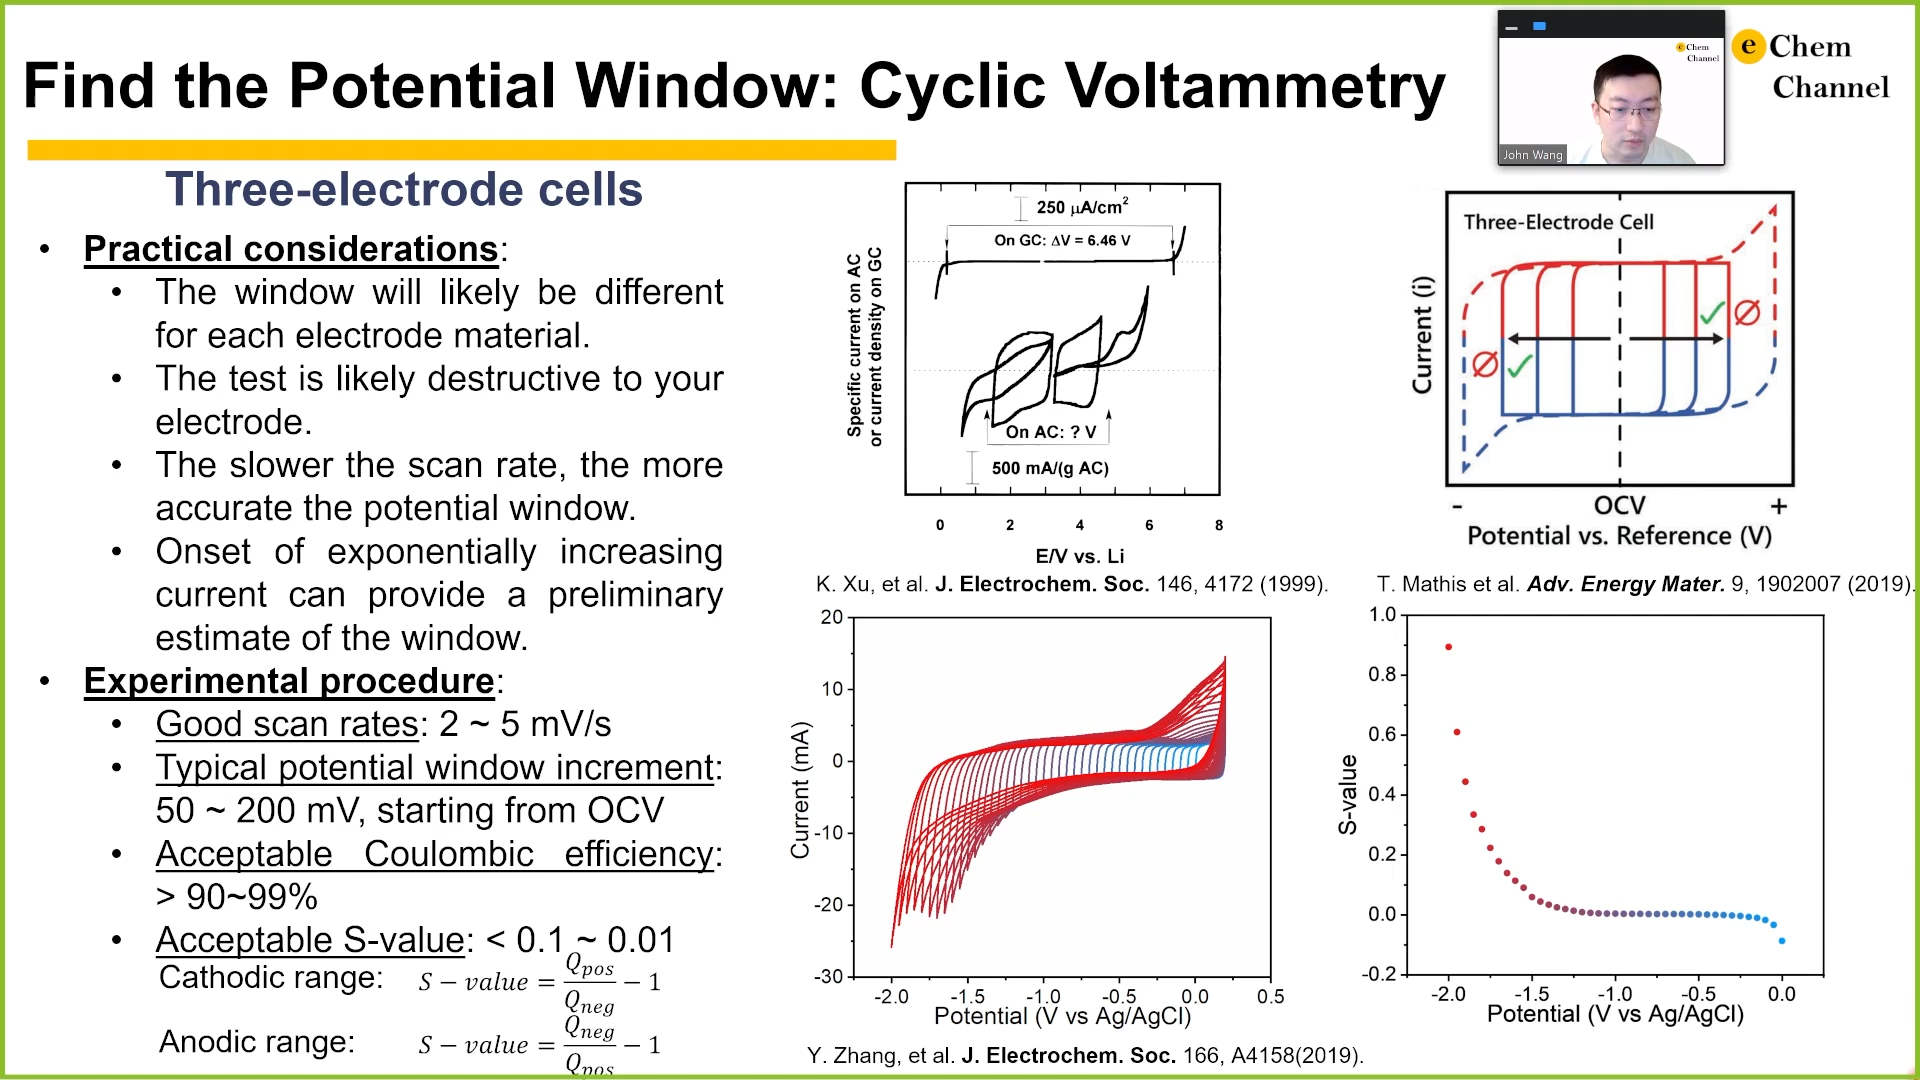 Find the Potential Window: Cyclic Voltammetry
John Wang
e Chem
Channel
e Chem
Channel
Three-electrode cells
• Practical considerations:
• The window will likely be different
for each electrode material.
• The test is likely destructive to your
electrode.
• The slower the scan rate, the more
accurate the potential window.
• Onset of exponentially increasing
current can provide a preliminary
estimate of the window.
• Experimental procedure:
• Good scan rates: 2 ~ 5 mV/s
• Typical potential window increment:
50 ~ 200 mV, starting from OCV
• Acceptable Coulombic efficiency:
> 90~99%
• Acceptable S-value: < 0.1 ~ 0.01
Cathodic range: S − value = Qpos/Qneg − 1
Anodic range: S − value = Qneg/Qpos − 1
250 μA/cm²
On GC: ΔV = 6.46 V
Specific current on AC
or current density on GC
On AC: ? V
500 mA/(g AC)
0 2 4 6 8
E/V vs. Li
K. Xu, et al. J. Electrochem. Soc. 146, 4172 (1999).
Three-Electrode Cell
Current (i)
- OCV +
Potential vs. Reference (V)
T. Mathis et al. Adv. Energy Mater. 9, 1902007 (2019).
20
10
0
-10
-20
-30
Current (mA)
-2.0 -1.5 -1.0 -0.5 0.0 0.5
Potential (V vs Ag/AgCl)
Y. Zhang, et al. J. Electrochem. Soc. 166, A4158(2019).
1.0
0.8
0.6
0.4
0.2
0.0
-0.2
S-value
-2.0 -1.5 -1.0 -0.5 0.0
Potential (V vs Ag/AgCl)